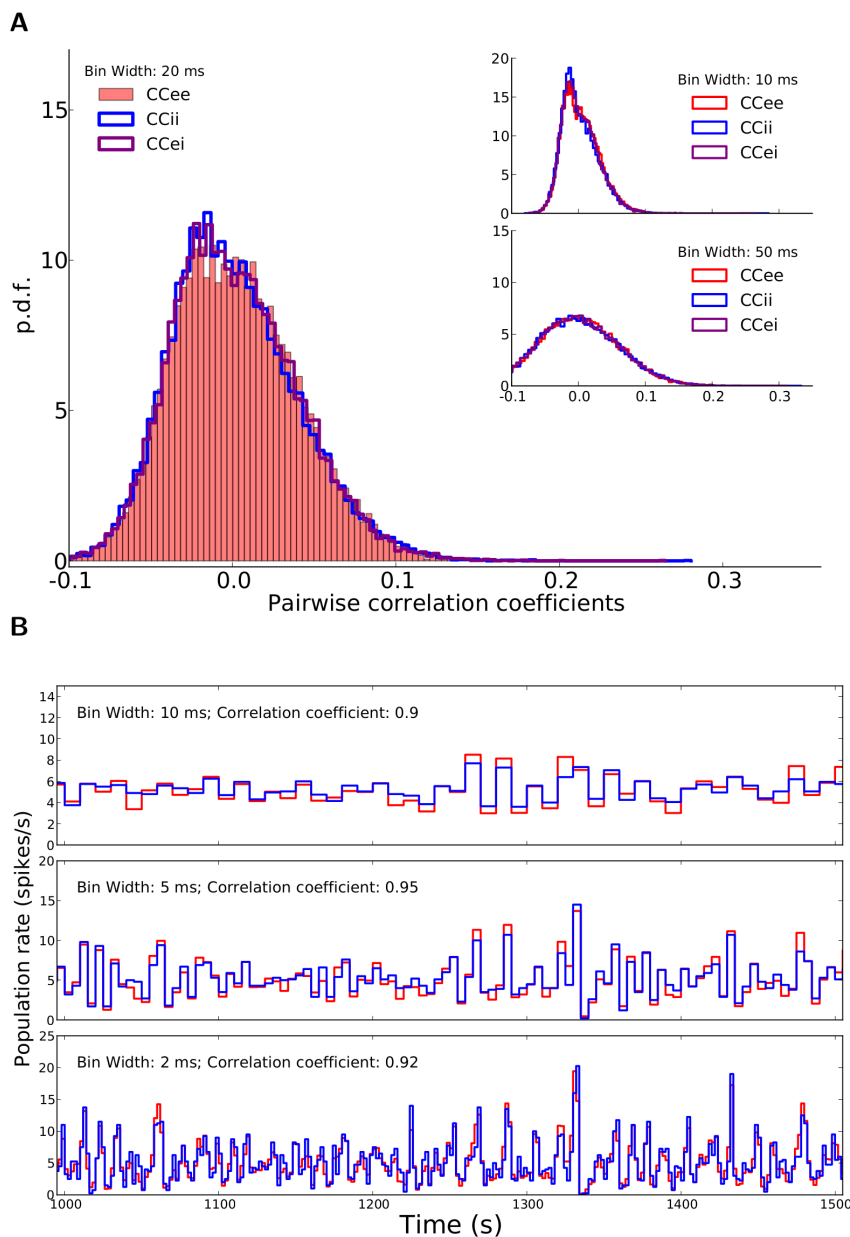 A
Bin Width: 20 ms
CCee
CCii
CCei
15
10
5
0
p.d.f.
-0.1
0.0
0.1
0.2
0.3
Pairwise correlation coefficients
20
15
10
5
0
Bin Width: 10 ms
CCee
CCii
CCei
15
10
5
0
Bin Width: 50 ms
CCee
CCii
CCei
-0.1
0.0
0.1
0.2
0.3
B
Population rate (spikes/s)
14
12
10
8
6
4
2
0
Bin Width: 10 ms; Correlation coefficient: 0.9
20
15
10
5
0
Bin Width: 5 ms; Correlation coefficient: 0.95
25
20
15
10
5
0
Bin Width: 2 ms; Correlation coefficient: 0.92
1000
1100
1200
1300
1400
1500
Time (s)